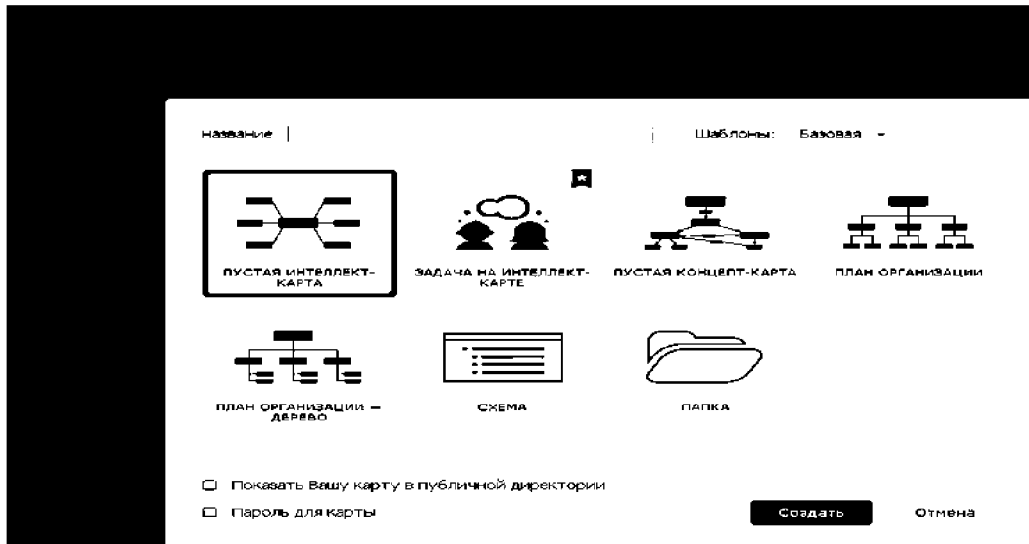 название
Шаблоны: Базовая
ПУСТАЯ ИНТЕЛЛЕКТ-
КАРТА
ЗАДАЧА НА ИНТЕЛЛЕКТ-
КАРТЕ
ПУСТАЯ КОНЦЕПТ-КАРТА
ПЛАН ОРГАНИЗАЦИИ
ПЛАН ОРГАНИЗАЦИИ —
ДЕРЕВО
СХЕМА
ПАПКА
Показать Вашу карту в публичной директории
Пароль для карты
Создать
Отмена